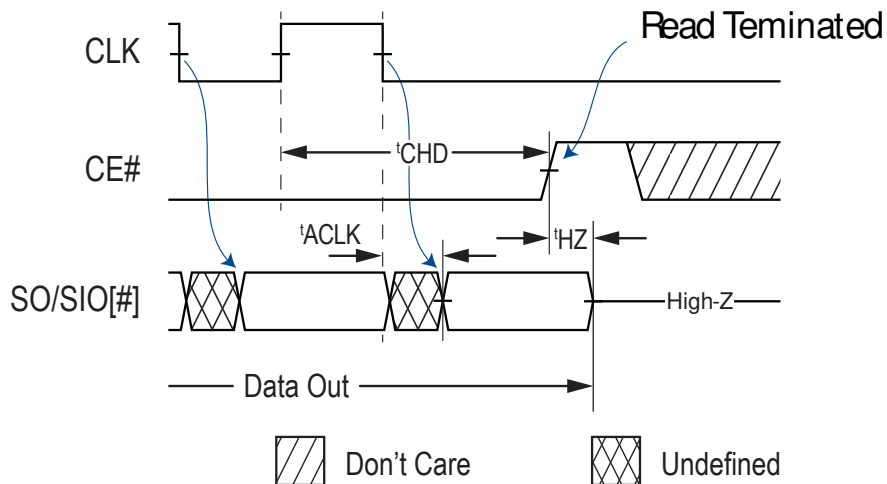 Read Teminated
CLK
tCHD
CE#
tACLK
tHZ
SO/SIO[#]
High-Z
Data Out
Don't Care
Undefined